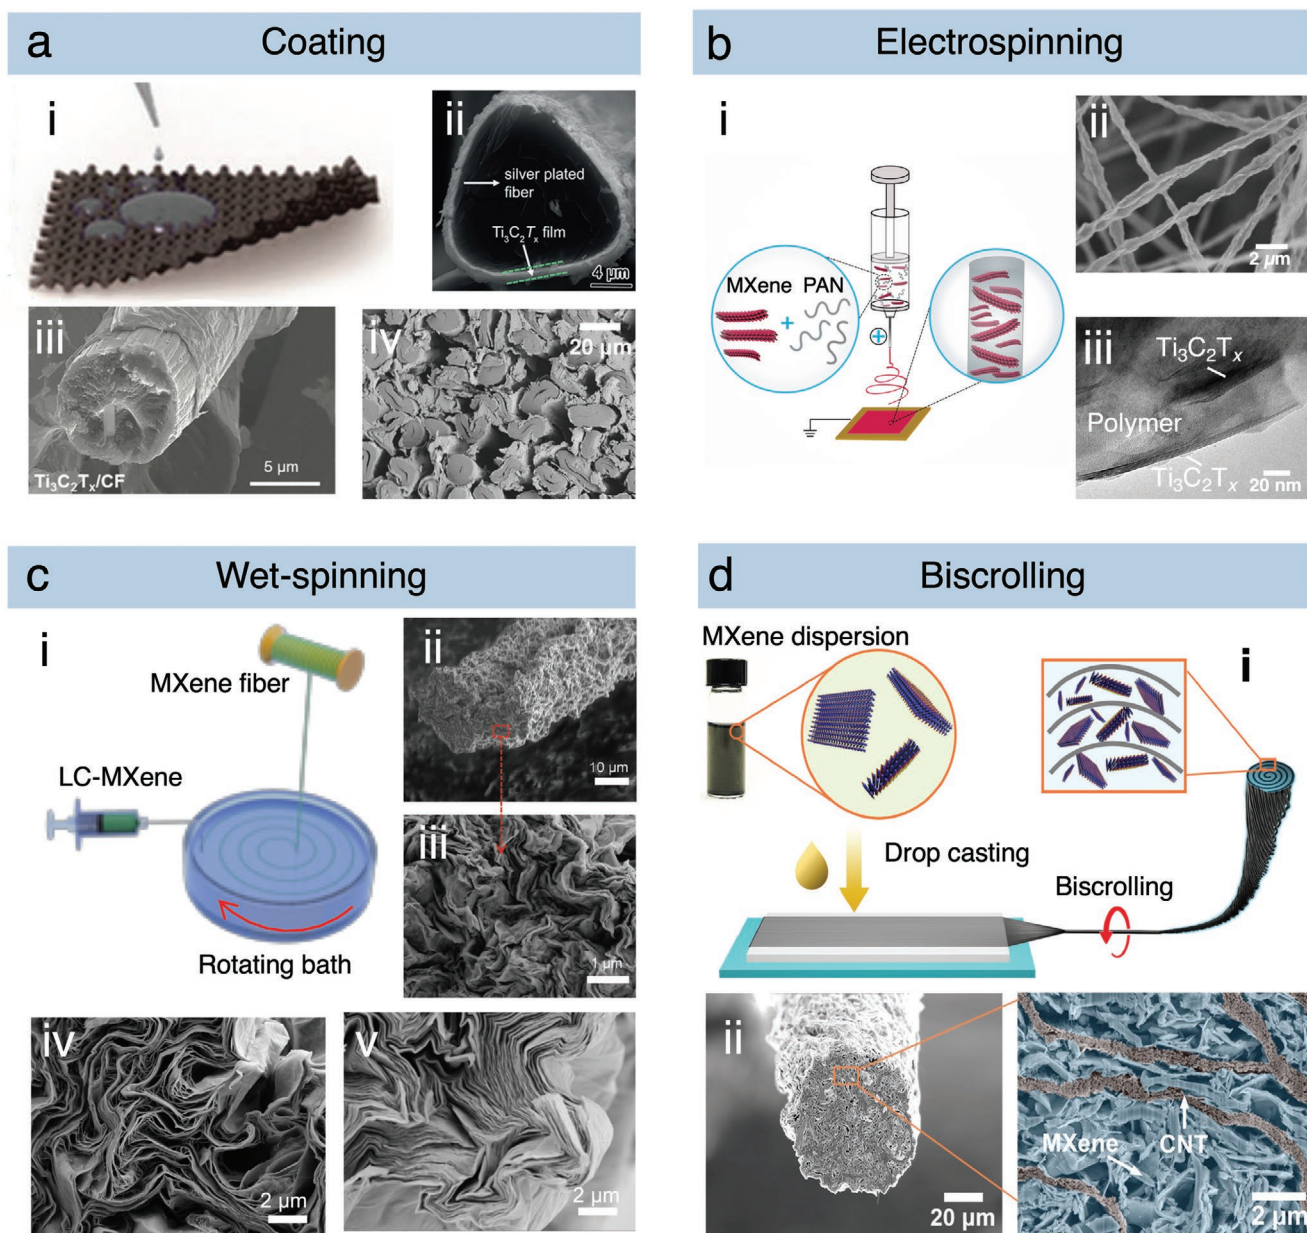 a Coating
i
ii
silver plated
fiber
Ti₃C₂Tₓ film
4 µm
iii
Ti₃C₂Tₓ/CF
5 µm
iv
20 µm
b Electrospinning
i
MXene PAN
+
+
ii
2 µm
iii
Ti₃C₂Tₓ
Polymer
Ti₃C₂Tₓ
20 nm
c Wet-spinning
i
MXene fiber
LC-MXene
Rotating bath
ii
10 µm
iii
1 µm
iv
2 µm
v
2 µm
d Biscrolling
MXene dispersion
i
Drop casting
Biscrolling
ii
20 µm
MXene
CNT
2 µm